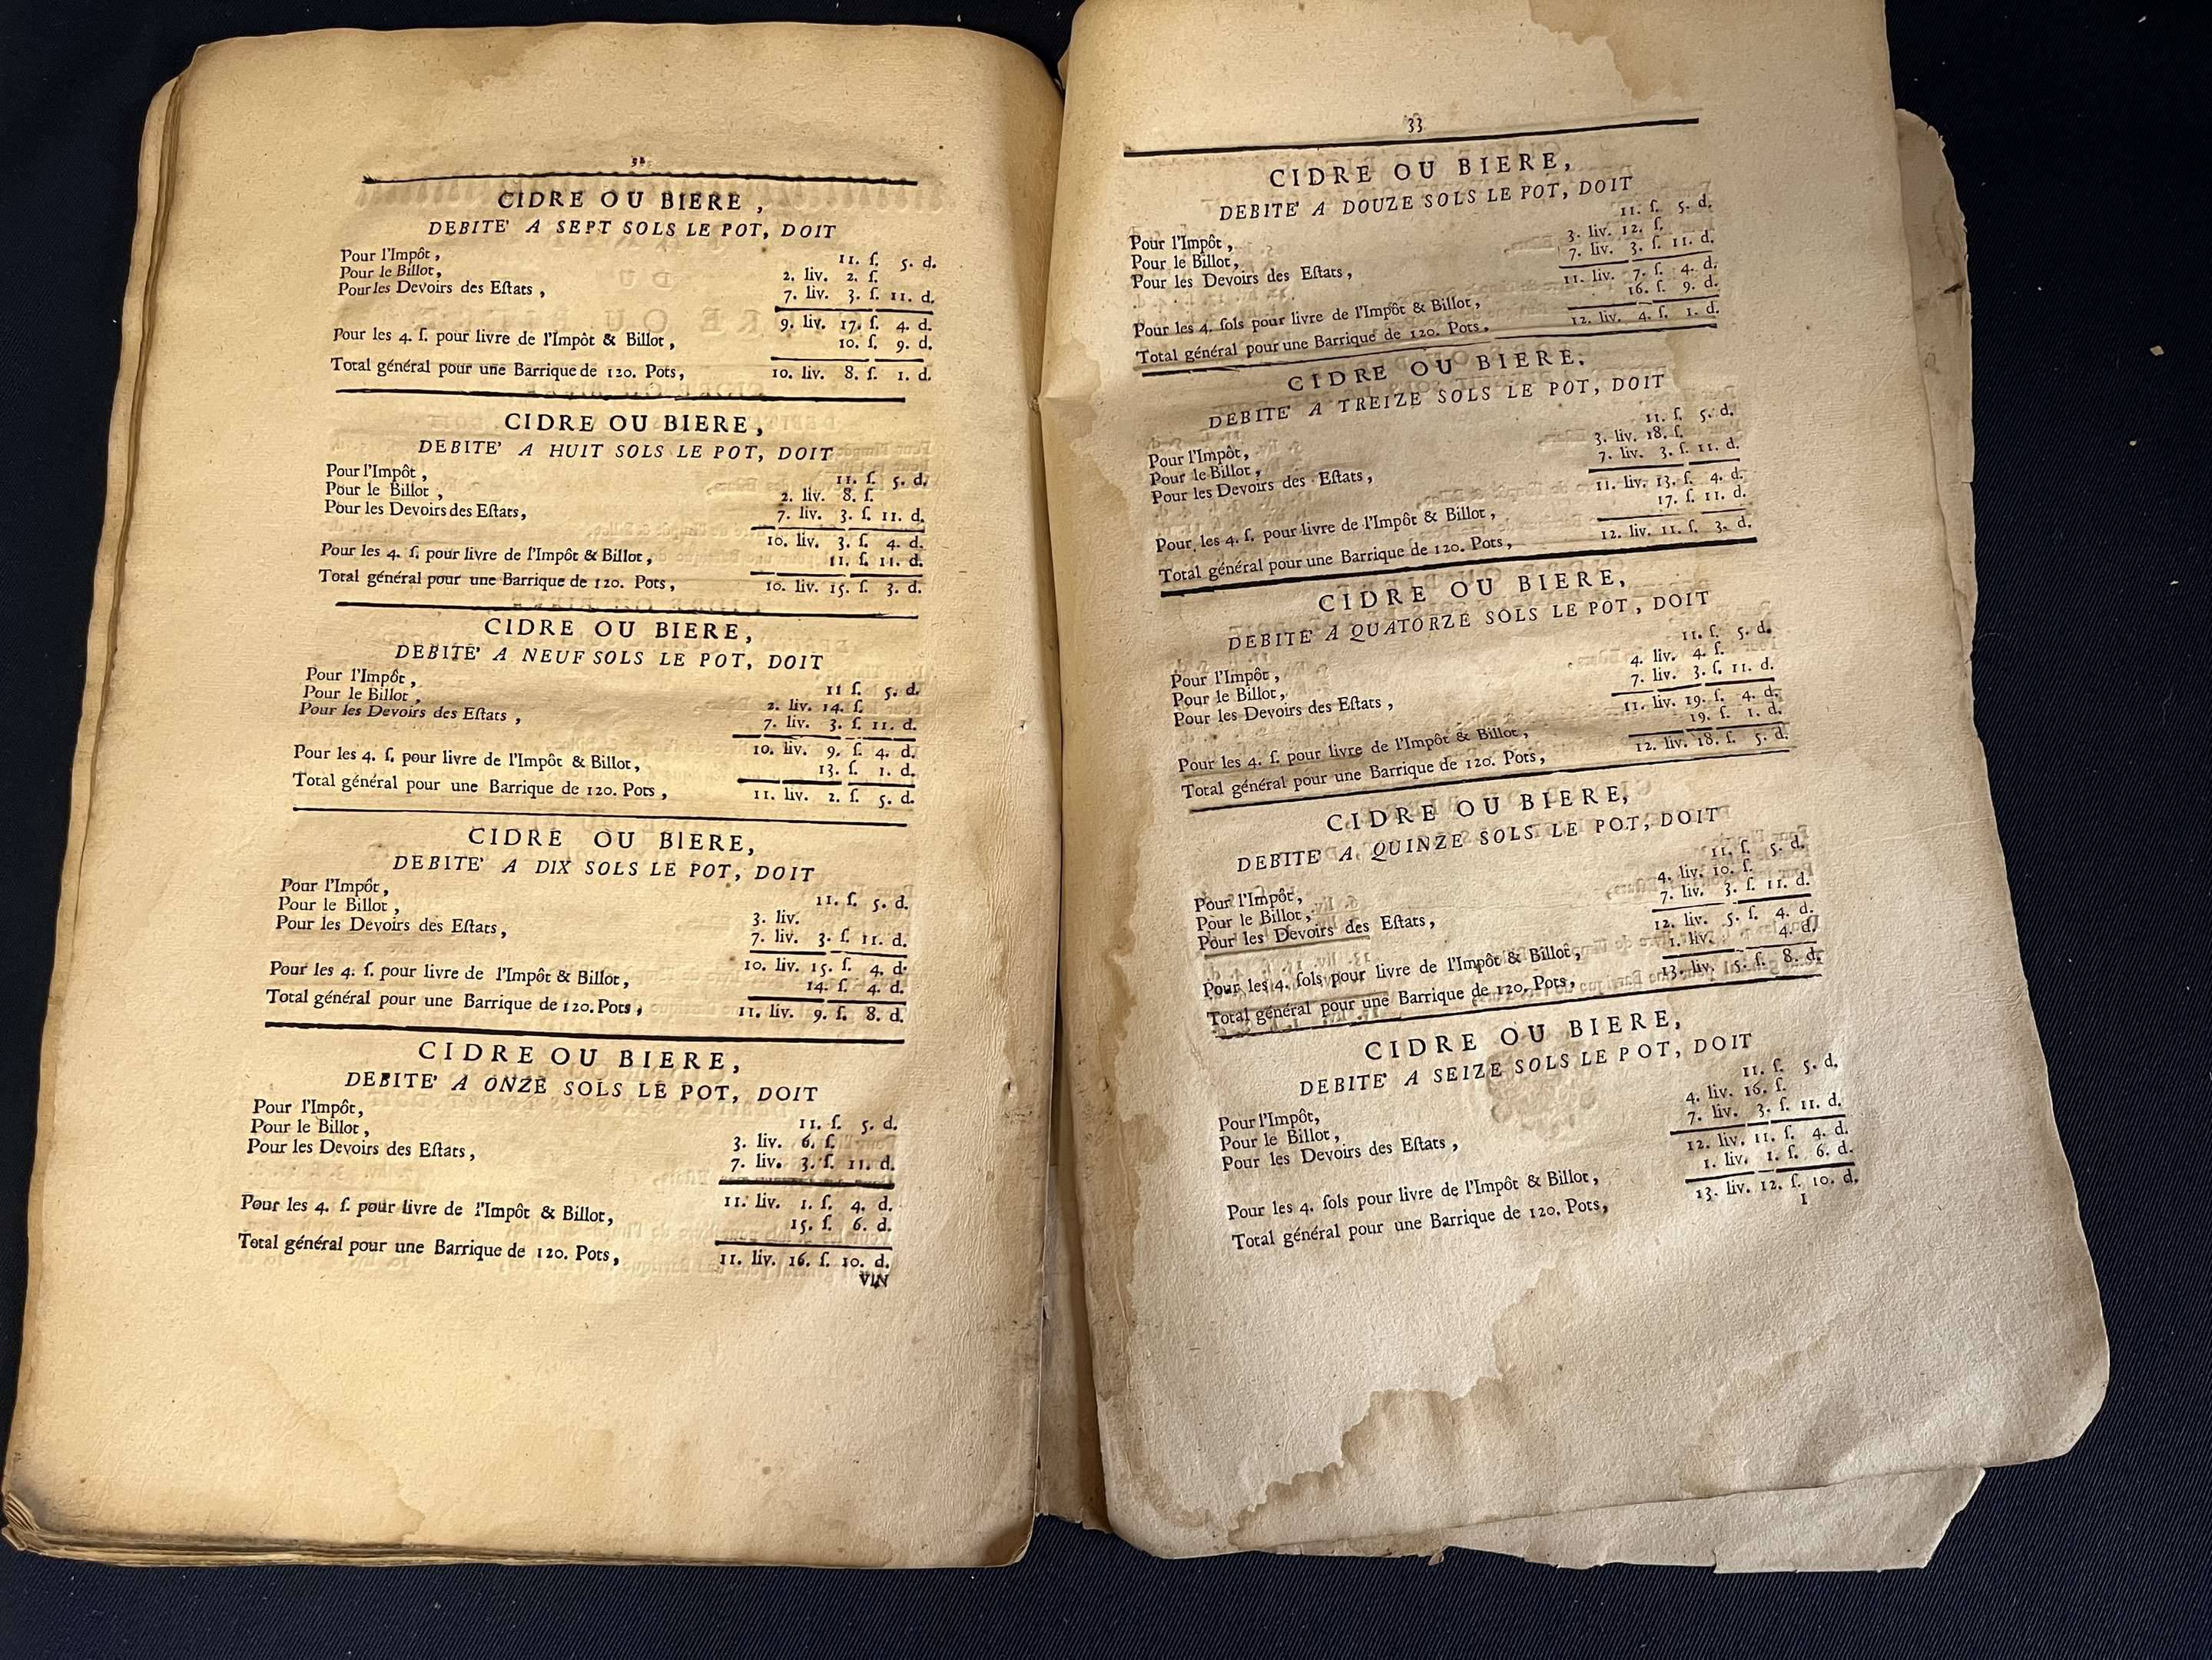 CIDRE OU BIERE,
DEBITE' A SEPT SOLS LE POT, DOIT
Pour l'Impôt, 11. ſ. 5. d.
Pour le Billot, 2. liv. 2. ſ.
Pour les Devoirs des Eſtats, 7. liv. 3. ſ. 11. d.
9. liv. 17. ſ. 4. d.
Pour les 4. ſ. pour livre de l'Impôt & Billot, 10. ſ. 9. d.
Total général pour une Barrique de 120. Pots, 10. liv. 8. ſ. 1. d.
CIDRE OU BIERE,
DEBITE' A HUIT SOLS LE POT, DOIT
Pour l'Impôt, 11. ſ. 5. d.
Pour le Billot, 2. liv. 8. ſ.
Pour les Devoirs des Eſtats, 7. liv. 3. ſ. 11. d.
10. liv. 3. ſ. 4. d.
Pour les 4. ſ. pour livre de l'Impôt & Billot, 11. ſ. 11. d.
Total général pour une Barrique de 120. Pots, 10. liv. 15. ſ. 3. d.
CIDRE OU BIERE,
DEBITE' A NEUF SOLS LE POT, DOIT
Pour l'Impôt, 11 ſ. 5. d.
Pour le Billot, 2. liv. 14. ſ.
Pour les Devoirs des Eſtats, 7. liv. 3. ſ. 11. d.
10. liv. 9. ſ. 4. d.
Pour les 4. ſ. pour livre de l'Impôt & Billot, 13. ſ. 1. d.
Total général pour une Barrique de 120. Pots, 11. liv. 2. ſ. 5. d.
CIDRE OU BIERE,
DEBITE' A DIX SOLS LE POT, DOIT
Pour l'Impôt, 11. ſ. 5. d.
Pour le Billot, 3. liv.
Pour les Devoirs des Eſtats, 7. liv. 3. ſ. 11. d.
10. liv. 15. ſ. 4. d.
Pour les 4. ſ. pour livre de l'Impôt & Billot, 14. ſ. 4. d.
Total général pour une Barrique de 120. Pots, 11. liv. 9. ſ. 8. d.
CIDRE OU BIERE,
DEBITE' A ONZE SOLS LE POT, DOIT
Pour l'Impôt, 11. ſ. 5. d.
Pour le Billot, 3. liv. 6. ſ.
Pour les Devoirs des Eſtats, 7. liv. 3. ſ. 11. d.
11. liv. 1. ſ. 4. d.
Pour les 4. ſ. pour livre de l'Impôt & Billot, 15. ſ. 6. d.
Total général pour une Barrique de 120. Pots, 11. liv. 16. ſ. 10. d.
VIN
33
CIDRE OU BIERE,
DEBITE' A DOUZE SOLS LE POT, DOIT
Pour l'Impôt, 11. ſ. 5. d.
Pour le Billot, 3. liv. 12. ſ.
Pour les Devoirs des Eſtats, 7. liv. 3. ſ. 11. d.
11. liv. 7. ſ. 4. d.
Pour les 4. ſols pour livre de l'Impôt & Billot, 16. ſ. 9. d.
Total général pour une Barrique de 120. Pots, 12. liv. 4. ſ. 1. d.
CIDRE OU BIERE,
DEBITE' A TREIZE SOLS LE POT, DOIT
Pour l'Impôt, 11. ſ. 5. d.
Pour le Billot, 3. liv. 18. ſ.
Pour les Devoirs des Eſtats, 7. liv. 3. ſ. 11. d.
11. liv. 13. ſ. 4. d.
Pour les 4. ſ. pour livre de l'Impôt & Billot, 17. ſ. 11. d.
Total général pour une Barrique de 120. Pots, 12. liv. 11. ſ. 3. d.
CIDRE OU BIERE,
DEBITE' A QUATORZE SOLS LE POT, DOIT
Pour l'Impôt, 11. ſ. 5. d.
Pour le Billot, 4. liv. 4. ſ.
Pour les Devoirs des Eſtats, 7. liv. 3. ſ. 11. d.
11. liv. 19. ſ. 4. d.
Pour les 4. ſ. pour livre de l'Impôt & Billot, 19. ſ. 1. d.
Total général pour une Barrique de 120. Pots, 12. liv. 18. ſ. 5. d.
CIDRE OU BIERE,
DEBITE' A QUINZE SOLS LE POT, DOIT
Pour l'Impôt, 11. ſ. 5. d.
Pour le Billot, 4. liv. 10. ſ.
Pour les Devoirs des Eſtats, 7. liv. 3. ſ. 11. d.
12. liv. 5. ſ. 4. d.
Pour les 4. ſols pour livre de l'Impôt & Billot, 1. liv. 4. d.
Total général pour une Barrique de 120. Pots, 13. liv. 5. ſ. 8. d.
CIDRE OU BIERE,
DEBITE' A SEIZE SOLS LE POT, DOIT
Pour l'Impôt, 11. ſ. 5. d.
Pour le Billot, 4. liv. 16. ſ.
Pour les Devoirs des Eſtats, 7. liv. 3. ſ. 11. d.
12. liv. 11. ſ. 4. d.
Pour les 4. ſols pour livre de l'Impôt & Billot, 1. liv. 1. ſ. 6. d.
Total général pour une Barrique de 120. Pots, 13. liv. 12. ſ. 10. d.
I